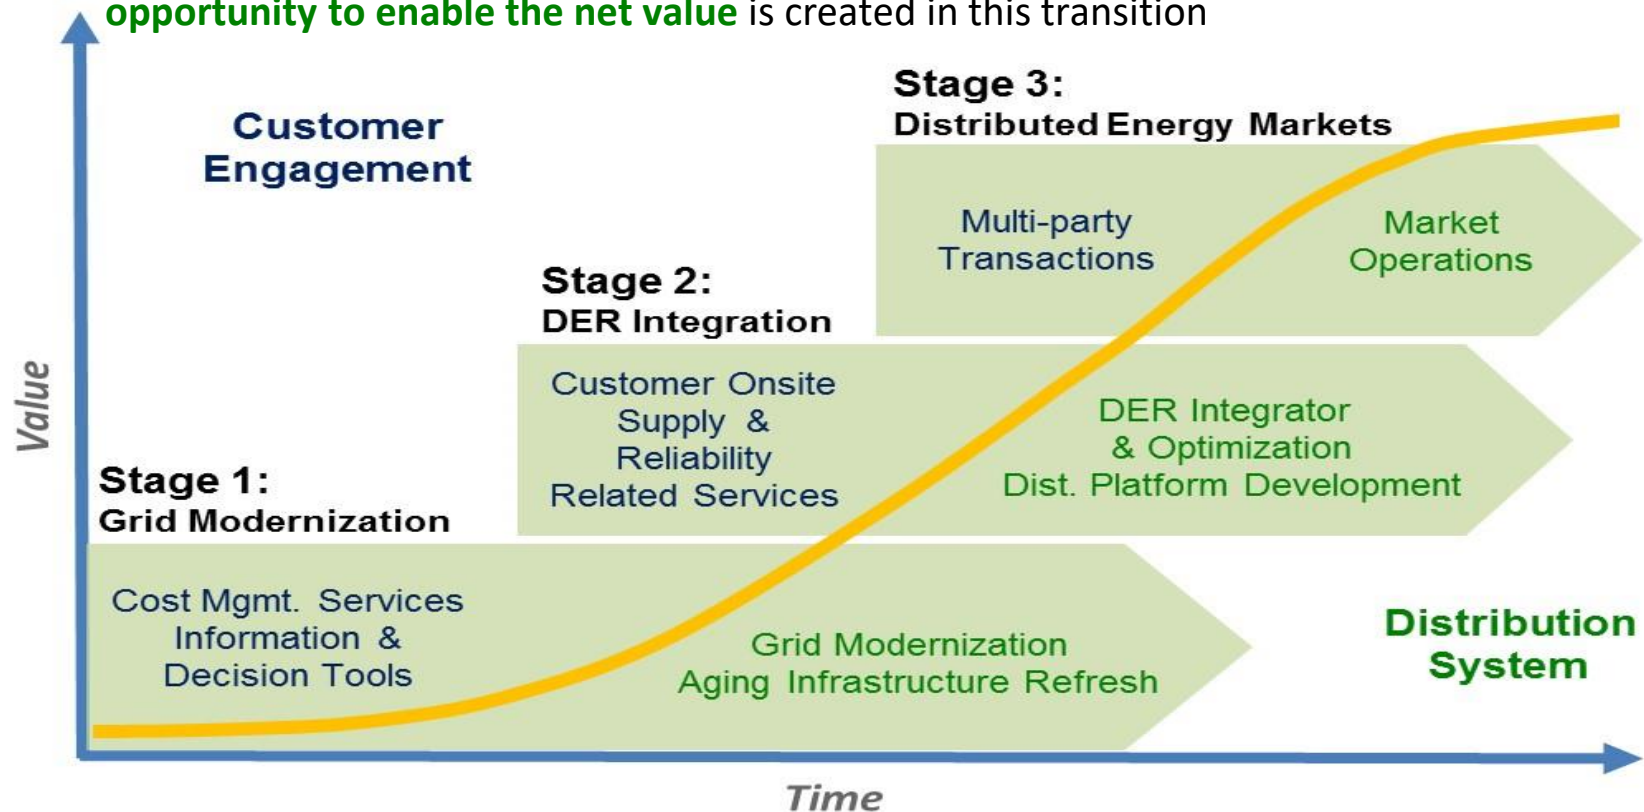 opportunity to enable the net value is created in this transition
Customer
Engagement
Stage 3:
Distributed Energy Markets
Multi-party
Transactions
Market
Operations
Stage 2:
DER Integration
Customer Onsite
Supply &
Reliability
Related Services
DER Integrator
& Optimization
Dist. Platform Development
Stage 1:
Grid Modernization
Cost Mgmt. Services
Information &
Decision Tools
Grid Modernization
Aging Infrastructure Refresh
Distribution
System
Value
Time